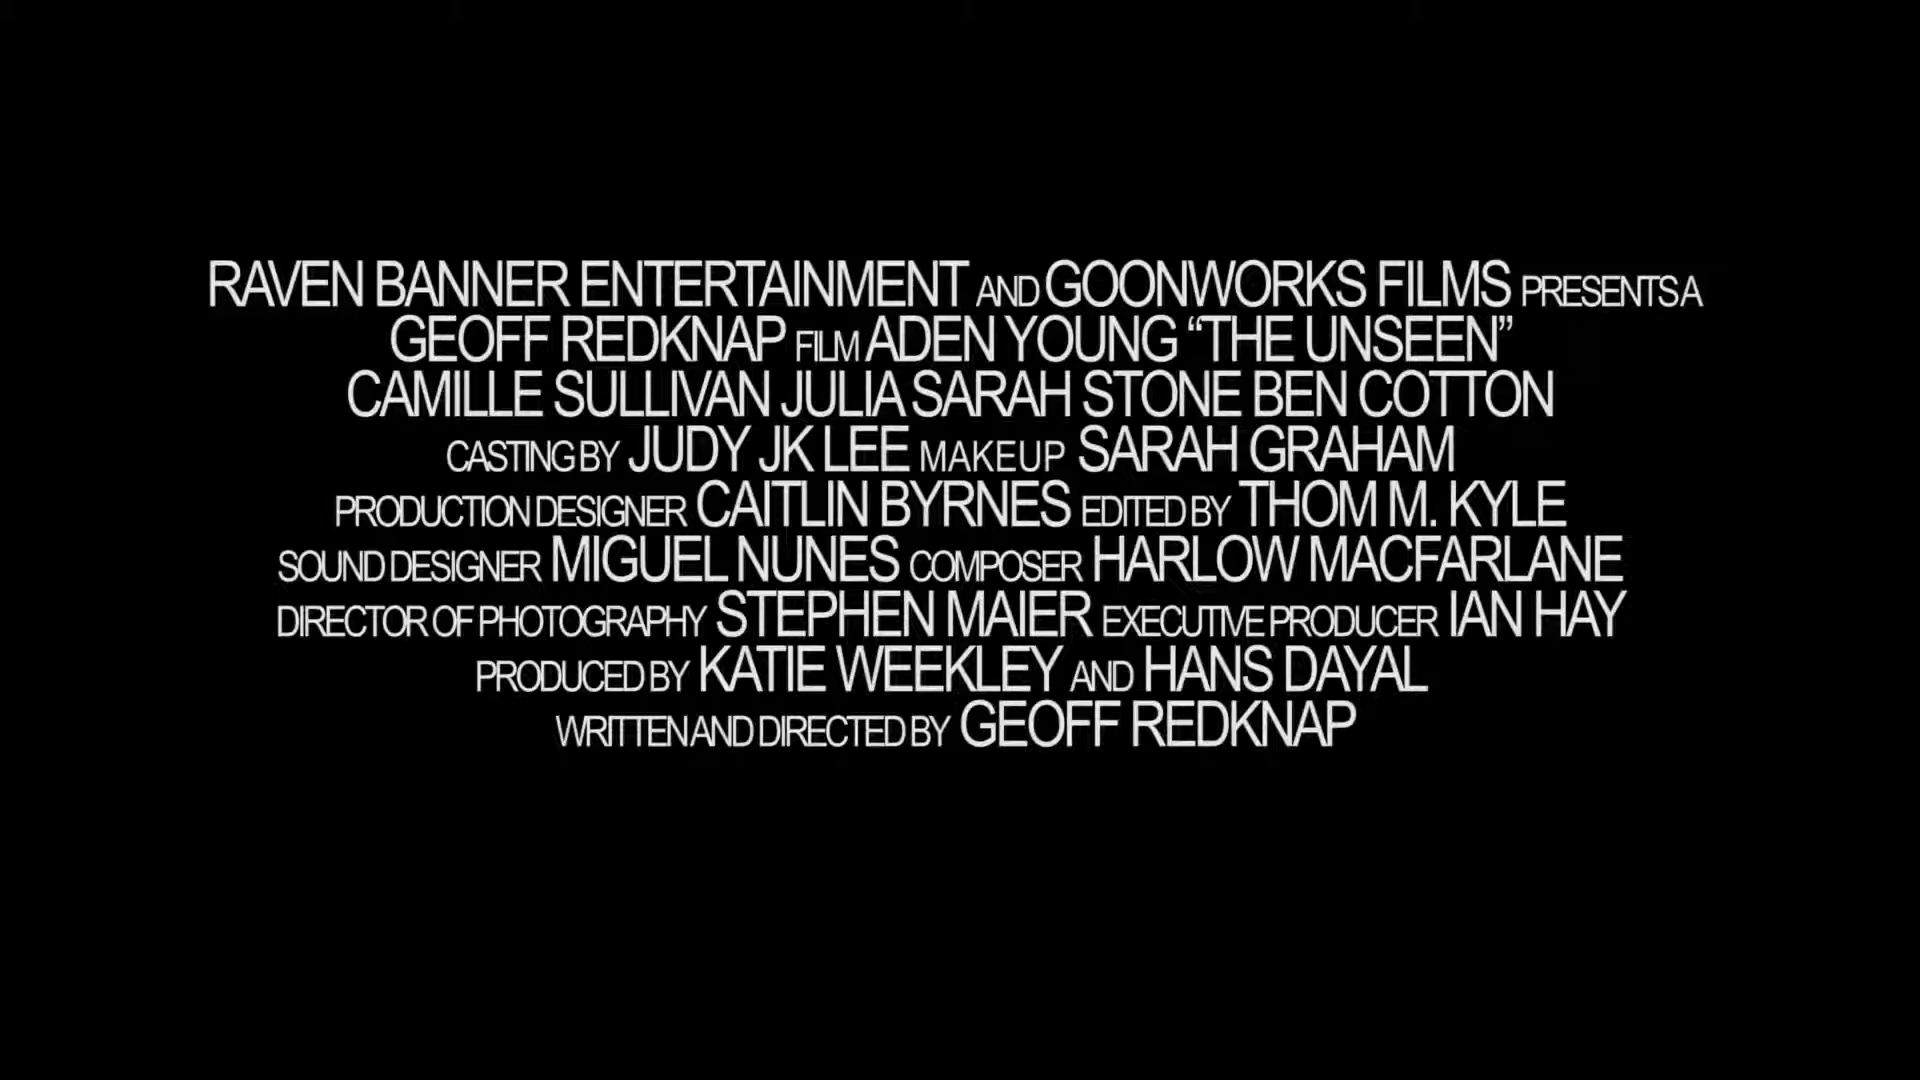 RAVEN BANNER ENTERTAINMENT AND GOONWORKS FILMS PRESENTS A
GEOFF REDKNAP FILM ADEN YOUNG “THE UNSEEN”
CAMILLE SULLIVAN JULIA SARAH STONE BEN COTTON
CASTING BY JUDY JK LEE MAKEUP SARAH GRAHAM
PRODUCTION DESIGNER CAITLIN BYRNES EDITED BY THOM M. KYLE
SOUND DESIGNER MIGUEL NUNES COMPOSER HARLOW MACFARLANE
DIRECTOR OF PHOTOGRAPHY STEPHEN MAIER EXECUTIVE PRODUCER IAN HAY
PRODUCED BY KATIE WEEKLEY AND HANS DAYAL
WRITTEN AND DIRECTED BY GEOFF REDKNAP